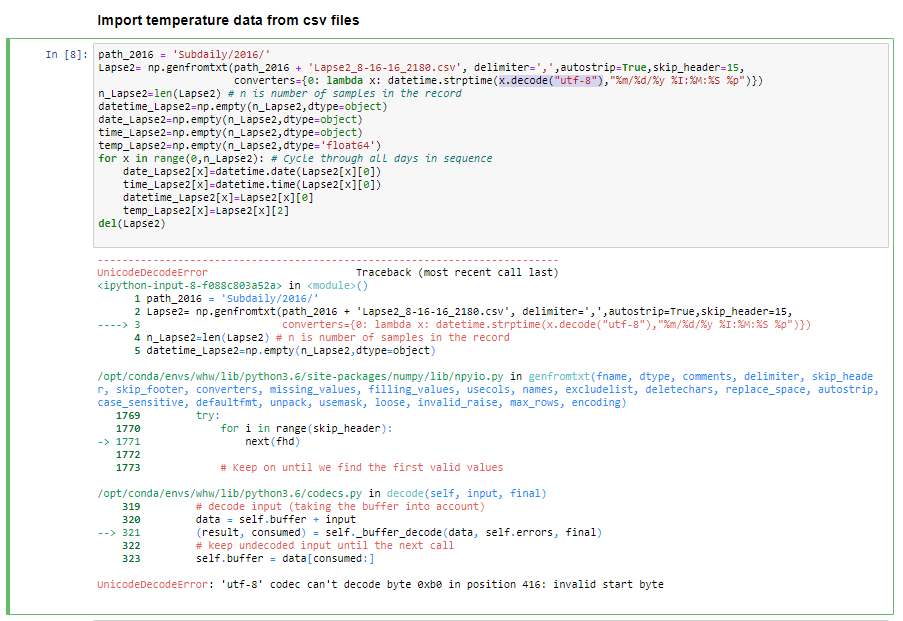 Import temperature data from csv files
In [8]: path_2016 = 'Subdaily/2016/'
Lapse2= np.genfromtxt(path_2016 + 'Lapse2_8-16-16_2180.csv', delimiter=',',autostrip=True,skip_header=15,
converters={0: lambda x: datetime.strptime(x.decode("utf-8"),"%m/%d/%y %I:%M:%S %p")})
n_Lapse2=len(Lapse2) # n is number of samples in the record
datetime_Lapse2=np.empty(n_Lapse2,dtype=object)
date_Lapse2=np.empty(n_Lapse2,dtype=object)
time_Lapse2=np.empty(n_Lapse2,dtype=object)
temp_Lapse2=np.empty(n_Lapse2,dtype='float64')
for x in range(0,n_Lapse2): # Cycle through all days in sequence
date_Lapse2[x]=datetime.date(Lapse2[x][0])
time_Lapse2[x]=datetime.time(Lapse2[x][0])
datetime_Lapse2[x]=Lapse2[x][0]
temp_Lapse2[x]=Lapse2[x][2]
del(Lapse2)
---------------------------------------------------------------------------
UnicodeDecodeError Traceback (most recent call last)
<ipython-input-8-f088c803a52a> in <module>()
1 path_2016 = 'Subdaily/2016/'
2 Lapse2= np.genfromtxt(path_2016 + 'Lapse2_8-16-16_2180.csv', delimiter=',',autostrip=True,skip_header=15,
----> 3 converters={0: lambda x: datetime.strptime(x.decode("utf-8"),"%m/%d/%y %I:%M:%S %p")})
4 n_Lapse2=len(Lapse2) # n is number of samples in the record
5 datetime_Lapse2=np.empty(n_Lapse2,dtype=object)
/opt/conda/envs/whw/lib/python3.6/site-packages/numpy/lib/npyio.py in genfromtxt(fname, dtype, comments, delimiter, skip_heade
r, skip_footer, converters, missing_values, filling_values, usecols, names, excludelist, deletechars, replace_space, autostrip,
case_sensitive, defaultfmt, unpack, usemask, loose, invalid_raise, max_rows, encoding)
1769 try:
1770 for i in range(skip_header):
-> 1771 next(fhd)
1772
1773 # Keep on until we find the first valid values
/opt/conda/envs/whw/lib/python3.6/codecs.py in decode(self, input, final)
319 # decode input (taking the buffer into account)
320 data = self.buffer + input
--> 321 (result, consumed) = self._buffer_decode(data, self.errors, final)
322 # keep undecoded input until the next call
323 self.buffer = data[consumed:]
UnicodeDecodeError: 'utf-8' codec can't decode byte 0xb0 in position 416: invalid start byte